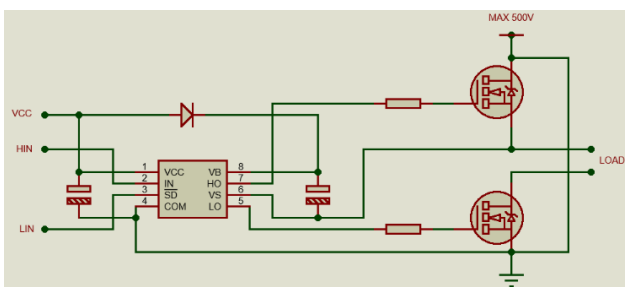 MAX 500V
VCC
HIN
LIN
1 VCC VB 8
2 IN HO 7
3 SD VS 6
4 COM LO 5
LOAD